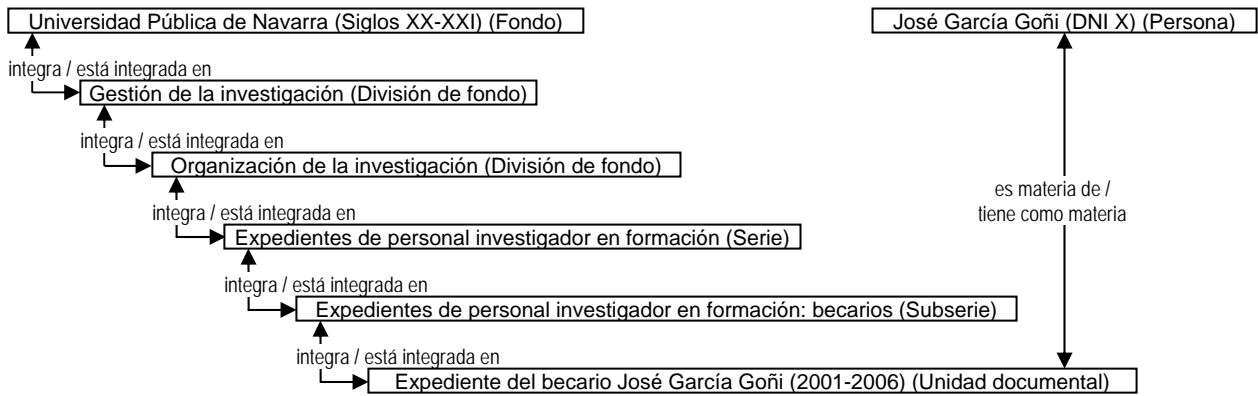 Universidad Pública de Navarra (Siglos XX-XXI) (Fondo)
José García Goñi (DNI X) (Persona)
integra / está integrada en
Gestión de la investigación (División de fondo)
integra / está integrada en
Organización de la investigación (División de fondo)
es materia de /
tiene como materia
integra / está integrada en
Expedientes de personal investigador en formación (Serie)
integra / está integrada en
Expedientes de personal investigador en formación: becarios (Subserie)
integra / está integrada en
Expediente del becario José García Goñi (2001-2006) (Unidad documental)